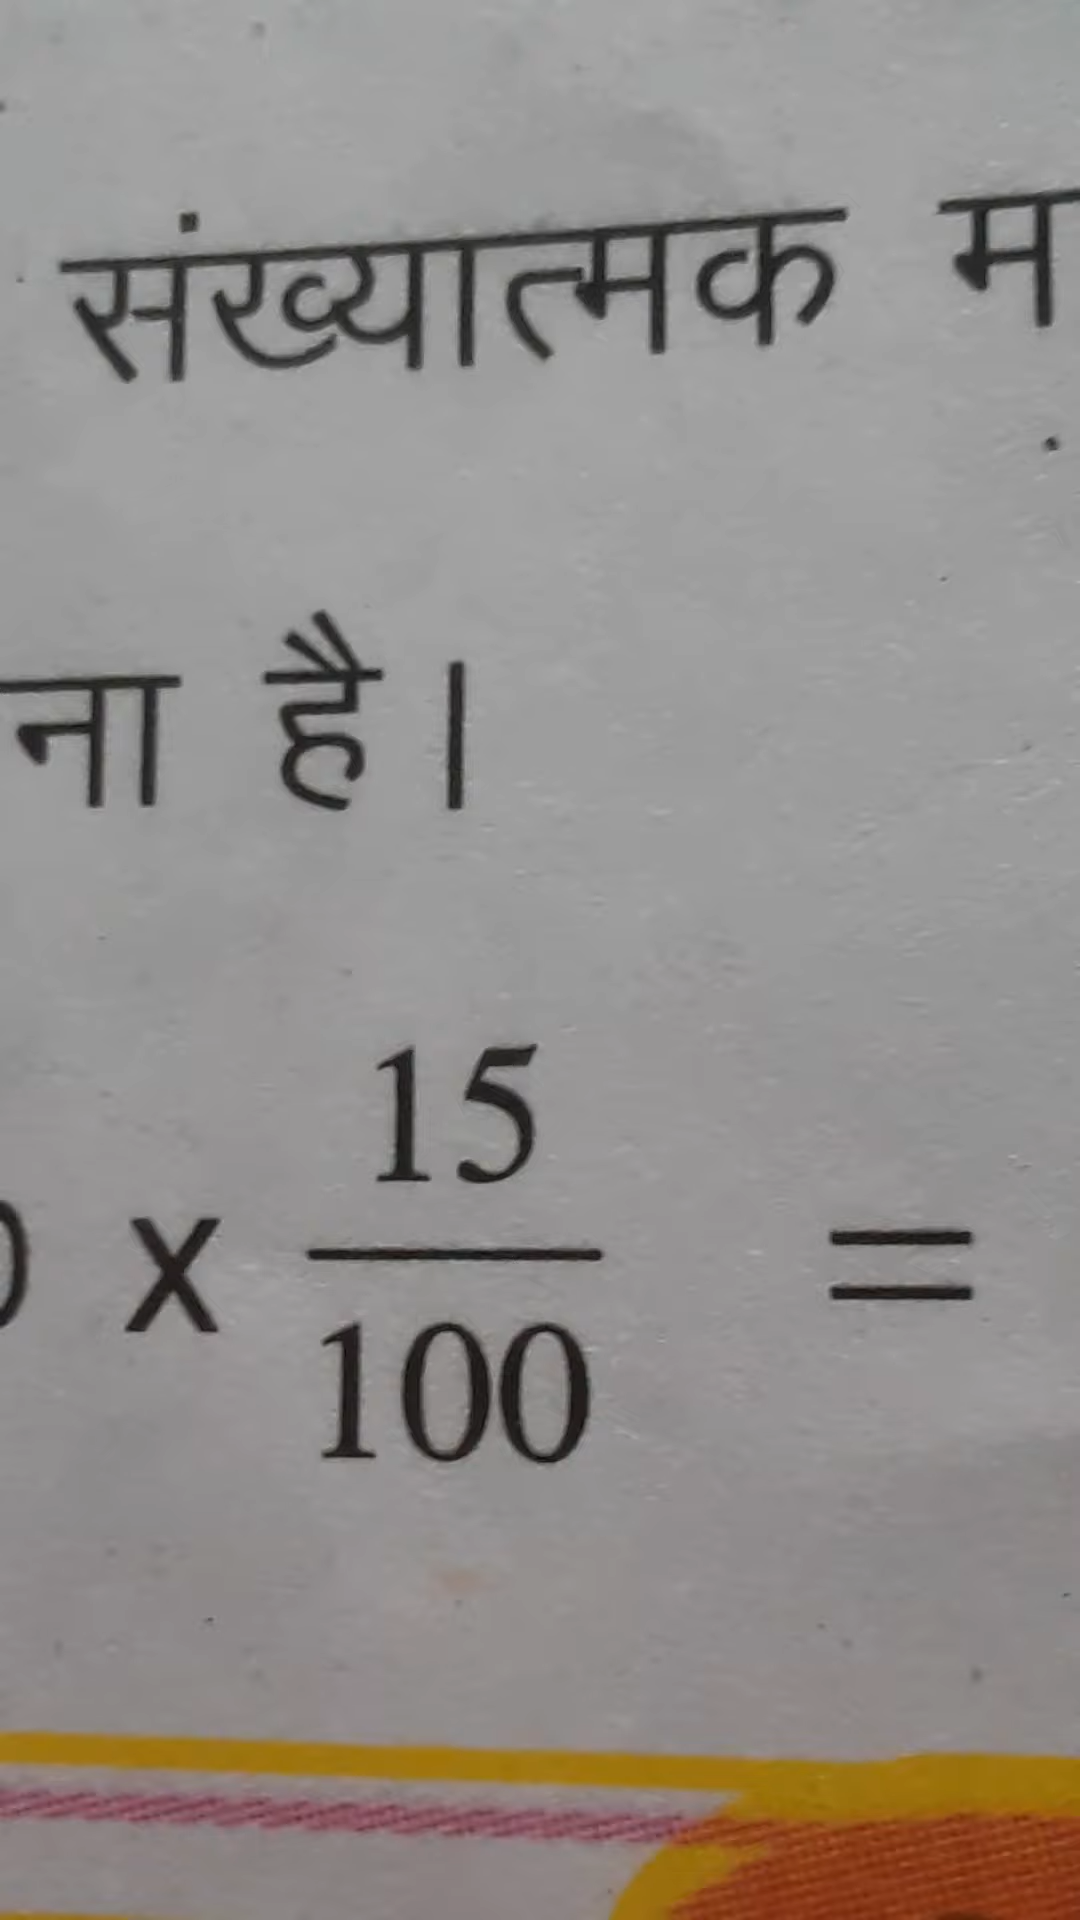 संख्यात्मक
है।
x 15/100 =